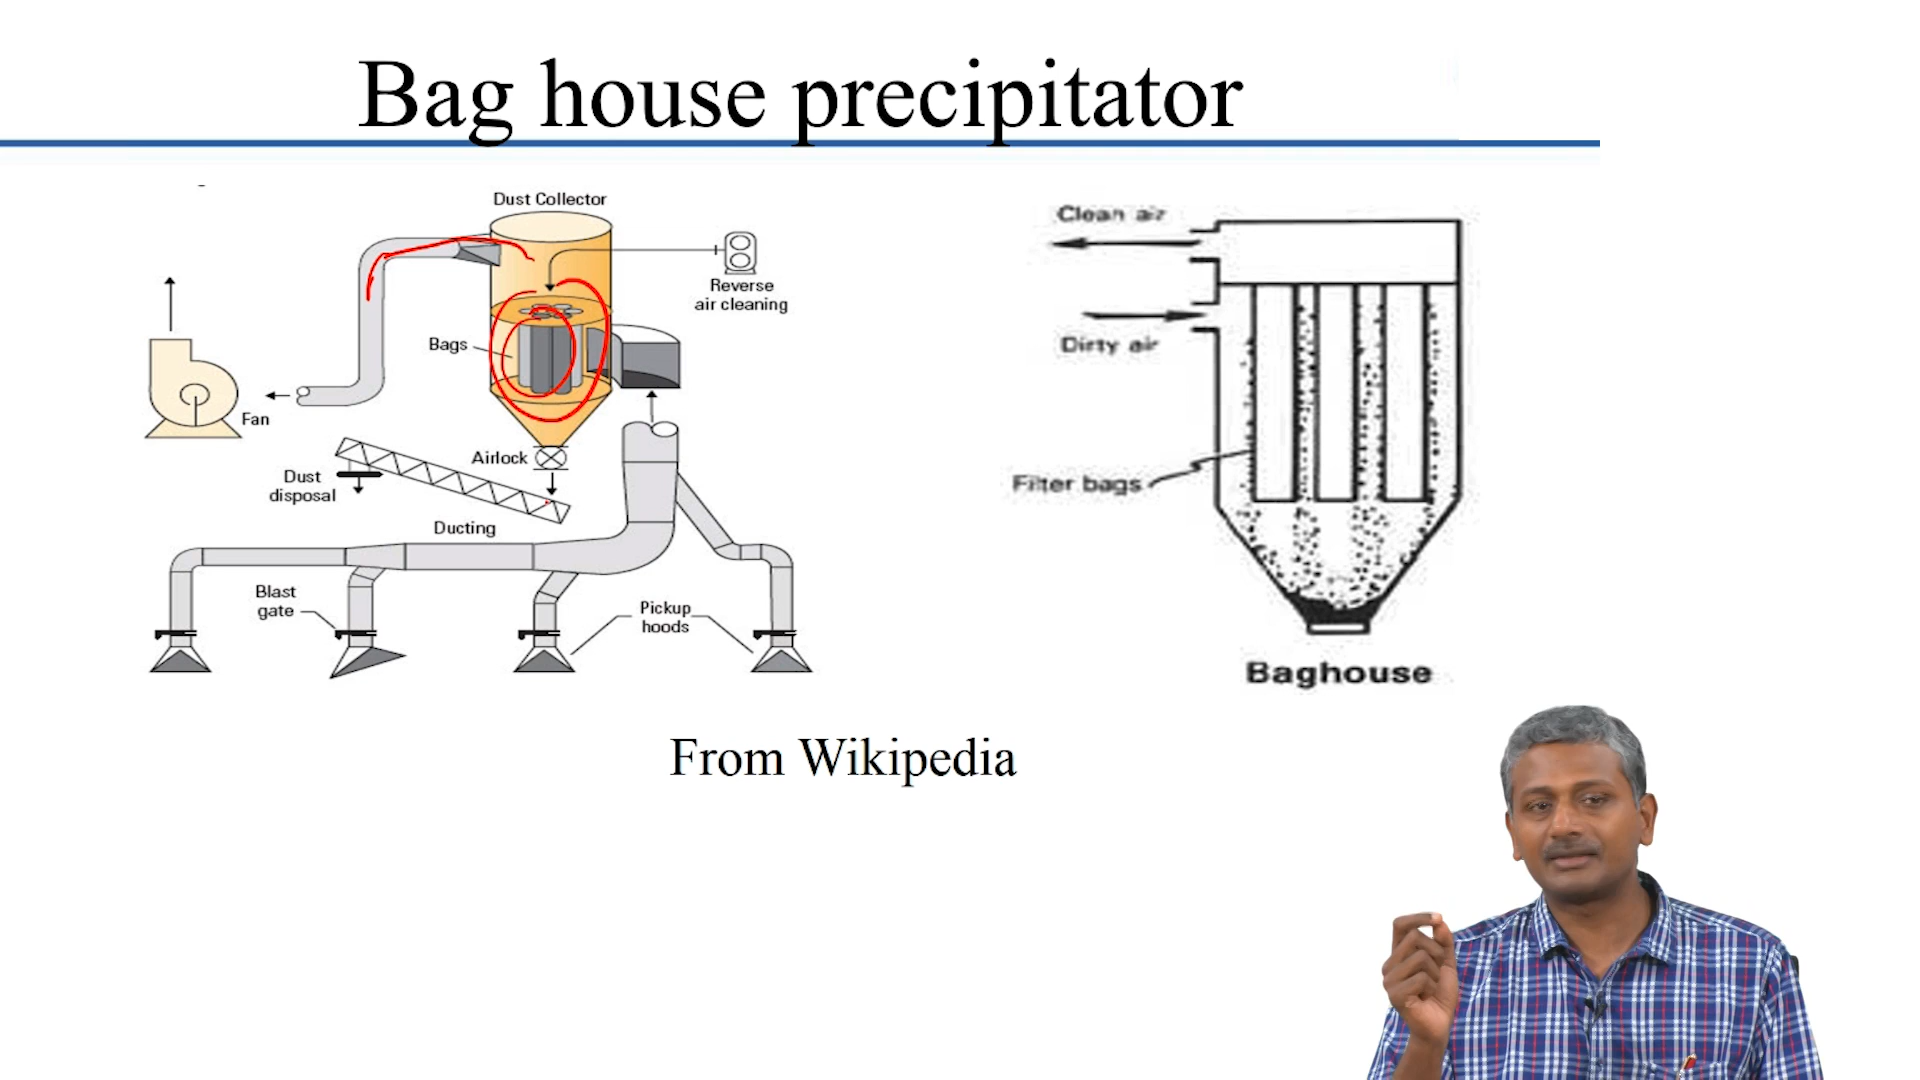 Bag house precipitator
Dust Collector
Reverse
air cleaning
Bags
Fan
Airlock
Dust
disposal
Ducting
Blast
gate
Pickup
hoods
Clean air
Dirty air
Filter bags
Baghouse
From Wikipedia